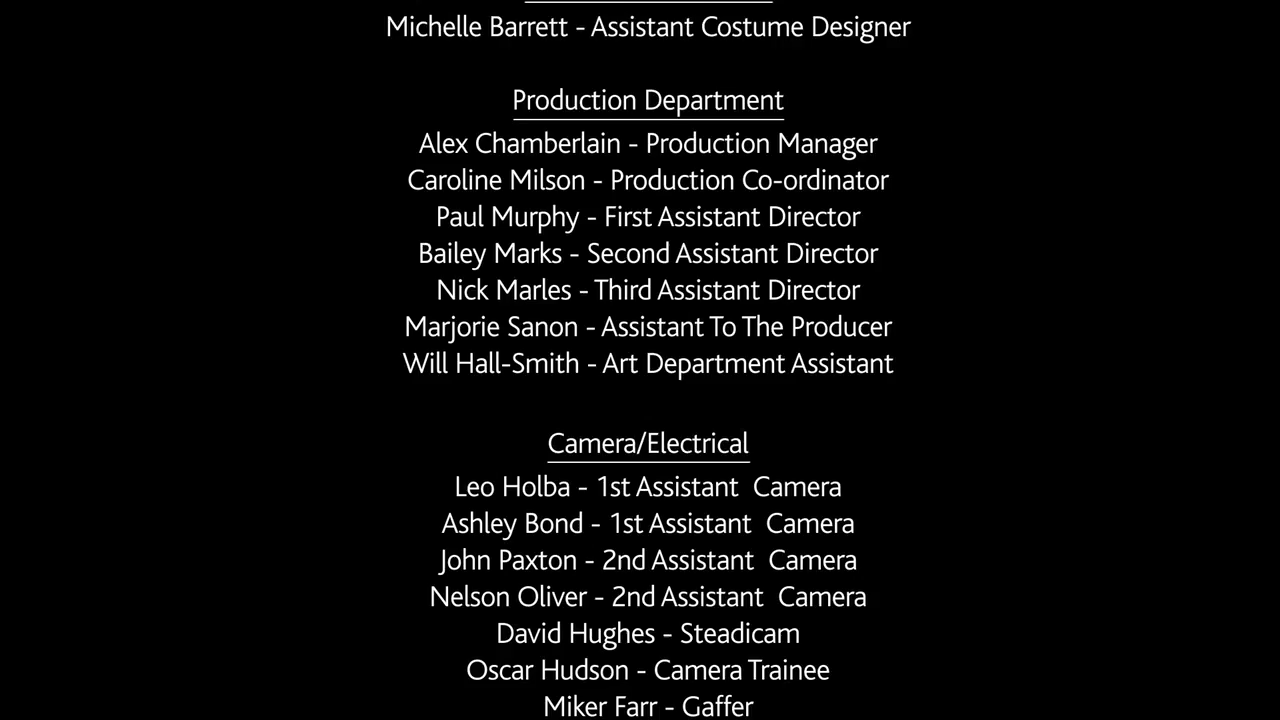 Michelle Barrett - Assistant Costume Designer
Production Department
Alex Chamberlain - Production Manager
Caroline Milson - Production Co-ordinator
Paul Murphy - First Assistant Director
Bailey Marks - Second Assistant Director
Nick Marles - Third Assistant Director
Marjorie Sanon - Assistant To The Producer
Will Hall-Smith - Art Department Assistant
Camera/Electrical
Leo Holba - 1st Assistant  Camera
Ashley Bond - 1st Assistant  Camera
John Paxton - 2nd Assistant  Camera
Nelson Oliver - 2nd Assistant  Camera
David Hughes - Steadicam
Oscar Hudson - Camera Trainee
Miker Farr - Gaffer